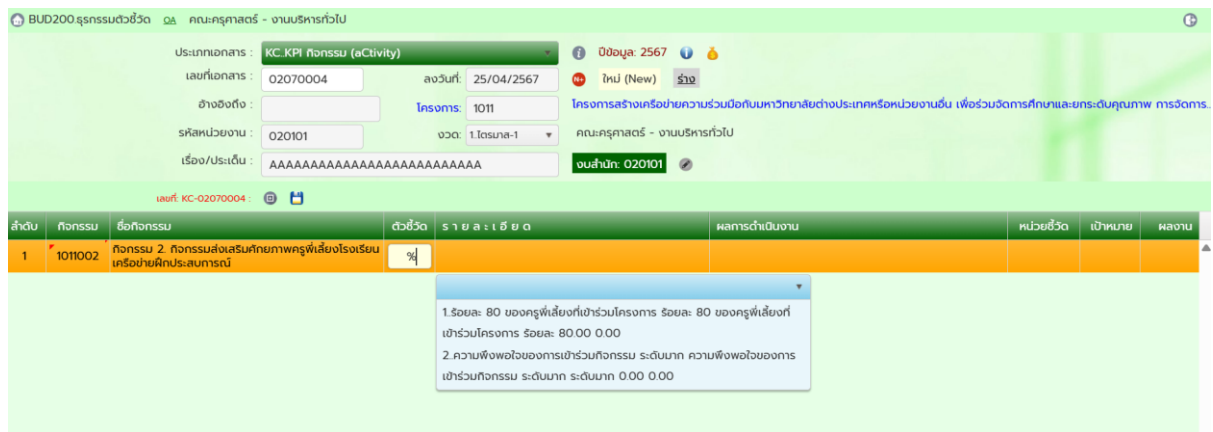 BUD200.ธุรกรรมตัวชี้วัด QA คณะครุศาสตร์ - งานบริหารทั่วไป
ประเภทเอกสาร : KC..KPI กิจกรรม (aCtivity) ปีข้อมูล: 2567
เลขที่เอกสาร : 02070004 ลงวันที่: 25/04/2567 N+ ใหม่ (New) ร่าง
อ้างอิงถึง : โครงการ: 1011 โครงการสร้างเครือข่ายความร่วมมือกับมหาวิทยาลัยต่างประเทศหรือหน่วยงานอื่น เพื่อร่วมจัดการศึกษาและยกระดับคุณภาพ การจัดการ..
รหัสหน่วยงาน : 020101 งวด: 1.ไตรมาส-1 คณะครุศาสตร์ - งานบริหารทั่วไป
เรื่อง/ประเด็น : AAAAAAAAAAAAAAAAAAAAAAAAAA งบสำนัก: 020101
เลขที่: KC-02070004 :
ลำดับ กิจกรรม ชื่อกิจกรรม ตัวชี้วัด ร า ย ล ะ เ อี ย ด ผลการดำเนินงาน หน่วยชี้วัด เป้าหมาย ผลงาน
1 1011002 กิจกรรม 2. กิจกรรมส่งเสริมศักยภาพครูพี่เลี้ยงโรงเรียน %
เครือข่ายฝึกประสบการณ์
1.ร้อยละ 80 ของครูพี่เลี้ยงที่เข้าร่วมโครงการ ร้อยละ 80 ของครูพี่เลี้ยงที่
เข้าร่วมโครงการ ร้อยละ 80.00 0.00
2..ความพึงพอใจของการเข้าร่วมกิจกรรม ระดับมาก ความพึงพอใจของการ
เข้าร่วมกิจกรรม ระดับมาก ระดับมาก 0.00 0.00